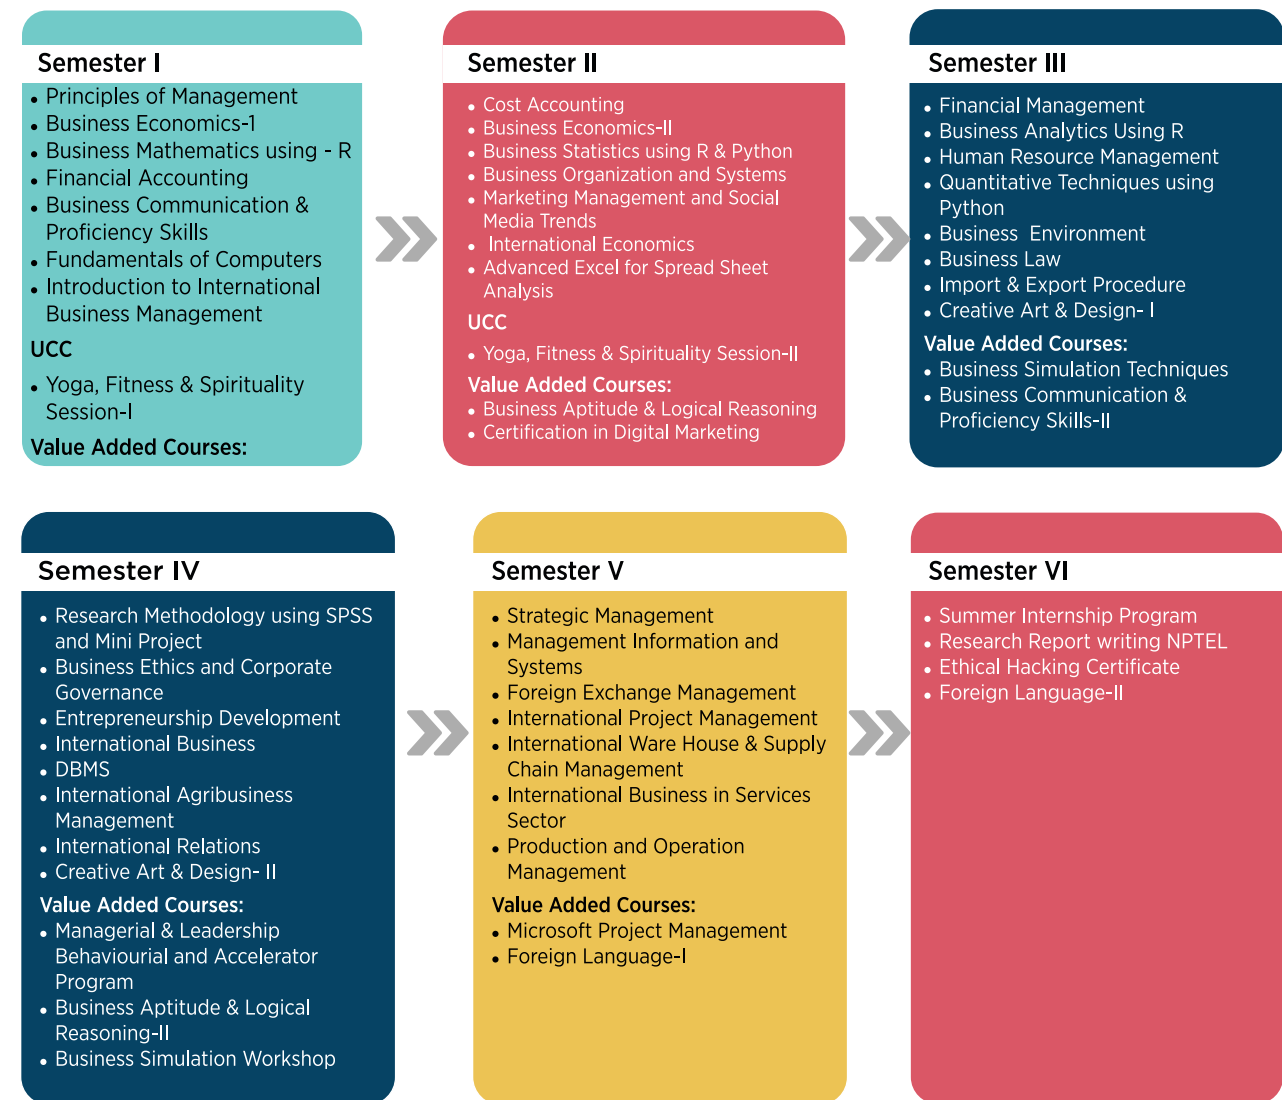 Semester I
• Principles of Management
• Business Economics-1
• Business Mathematics using - R
• Financial Accounting
• Business Communication &
Proficiency Skills
• Fundamentals of Computers
• Introduction to International
Business Management
UCC
• Yoga, Fitness & Spirituality
Session-I
Value Added Courses:
Semester II
• Cost Accounting
• Business Economics-II
• Business Statistics using R & Python
• Business Organization and Systems
• Marketing Management and Social
Media Trends
• International Economics
• Advanced Excel for Spread Sheet
Analysis
UCC
• Yoga, Fitness & Spirituality Session-II
Value Added Courses:
• Business Aptitude & Logical Reasoning
• Certification in Digital Marketing
Semester III
• Financial Management
• Business Analytics Using R
• Human Resource Management
• Quantitative Techniques using
Python
• Business Environment
• Business Law
• Import & Export Procedure
• Creative Art & Design- I
Value Added Courses:
• Business Simulation Techniques
• Business Communication &
Proficiency Skills-II
Semester IV
• Research Methodology using SPSS
and Mini Project
• Business Ethics and Corporate
Governance
• Entrepreneurship Development
• International Business
• DBMS
• International Agribusiness
Management
• International Relations
• Creative Art & Design- II
Value Added Courses:
• Managerial & Leadership
Behaviourial and Accelerator
Program
• Business Aptitude & Logical
Reasoning-II
• Business Simulation Workshop
Semester V
• Strategic Management
• Management Information and
Systems
• Foreign Exchange Management
• International Project Management
• International Ware House & Supply
Chain Management
• International Business in Services
Sector
• Production and Operation
Management
Value Added Courses:
• Microsoft Project Management
• Foreign Language-I
Semester VI
• Summer Internship Program
• Research Report writing NPTEL
• Ethical Hacking Certificate
• Foreign Language-II